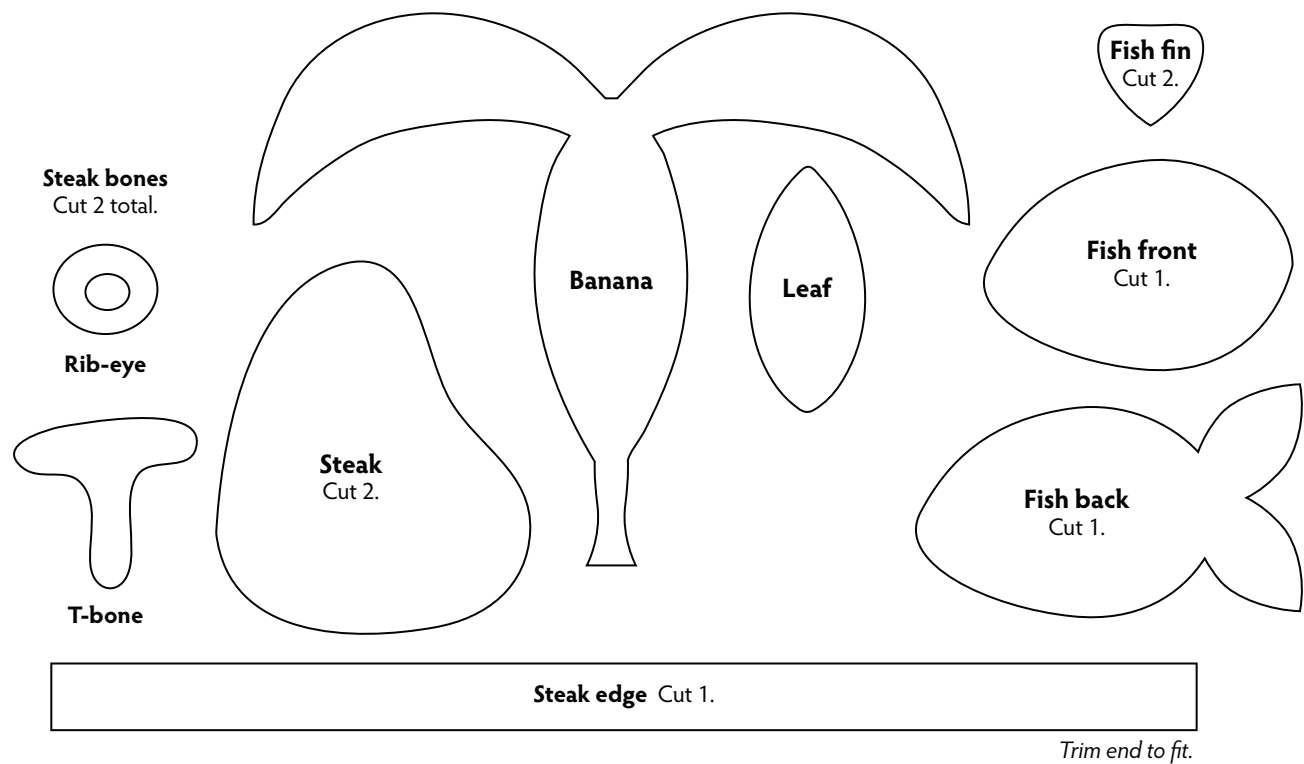 Fish fin
Cut 2.
Steak bones
Cut 2 total.
Rib-eye
T-bone
Steak
Cut 2.
Banana
Leaf
Fish front
Cut 1.
Fish back
Cut 1.
Steak edge Cut 1.
Trim end to fit.